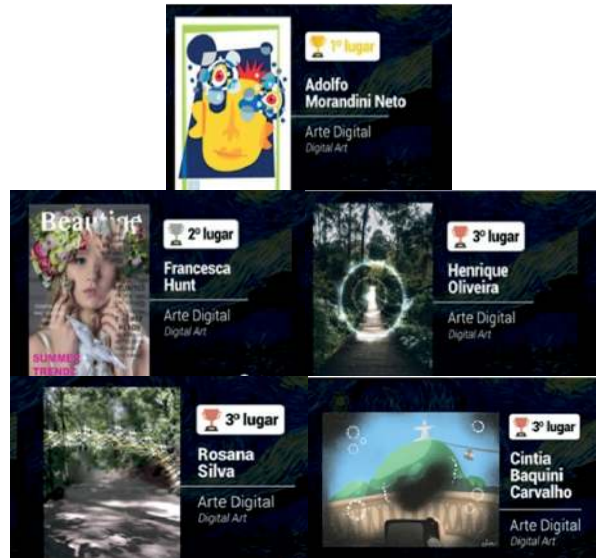 1º lugar
Adolfo
Morandini Neto
Arte Digital
Digital Art
Beautiq
SUMMER
TRENDS
2º lugar
Francesca
Hunt
Arte Digital
Digital Art
3º lugar
Henrique
Oliveira
Arte Digital
Digital Art
3º lugar
Rosana
Silva
Arte Digital
Digital Art
3º lugar
Cintia
Baquini
Carvalho
Arte Digital
Digital Art